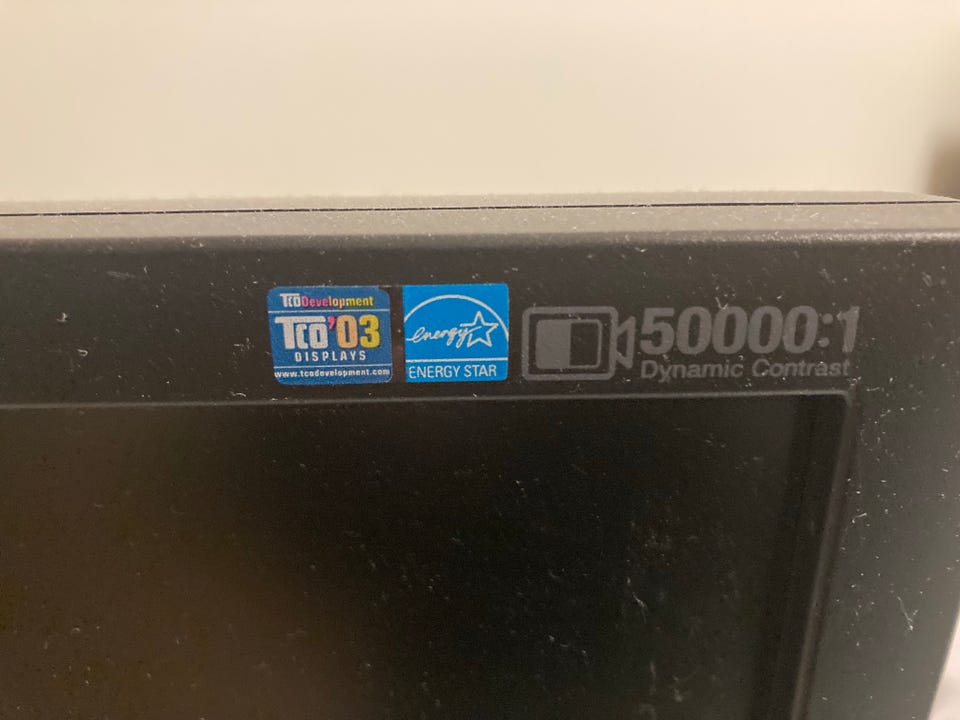 TCODevelopment
TCO'03
DISPLAYS
www.tcodevelopment.com
energy
ENERGY STAR
50000:1
Dynamic Contrast